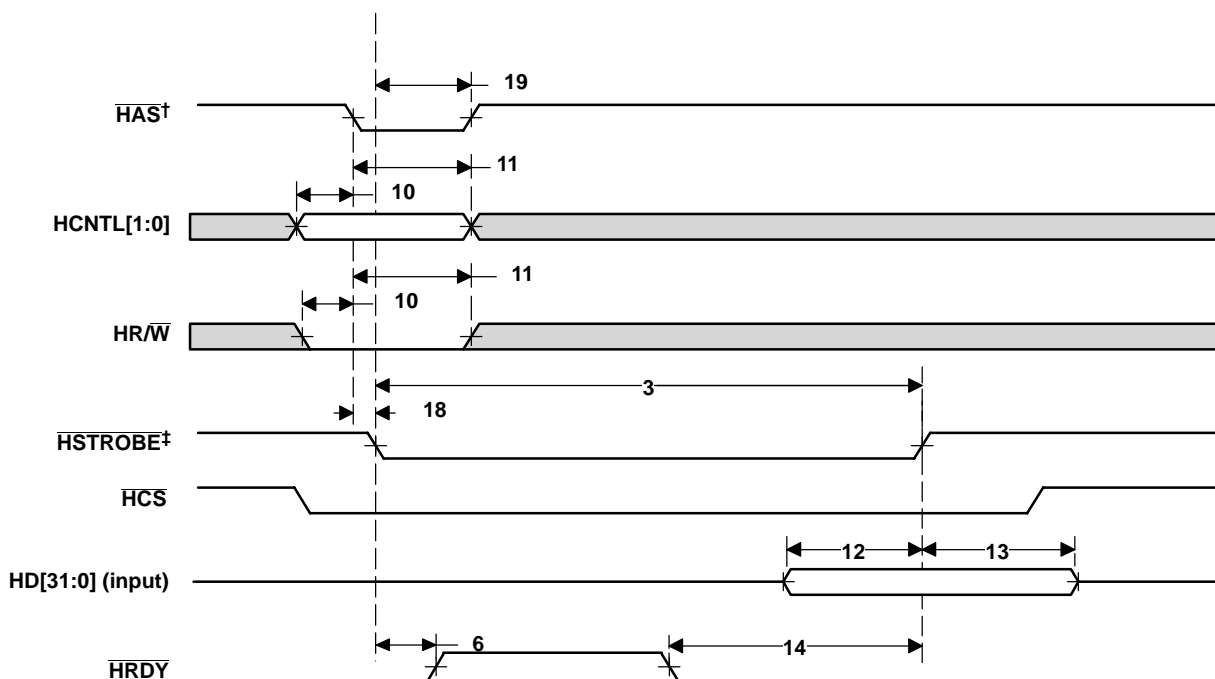 19
HAS†
11
10
HCNTL[1:0]
11
10
HR/W
3
18
HSTROBE‡
HCS
12
13
HD[31:0] (input)
6
14
HRDY